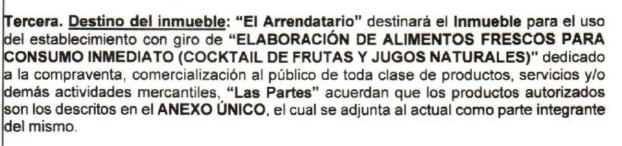 Tercera. Destino del inmueble: “El Arrendatario” destinará el Inmueble para el uso
del establecimiento con giro de “ELABORACIÓN DE ALIMENTOS FRESCOS PARA
CONSUMO INMEDIATO (COCKTAIL DE FRUTAS Y JUGOS NATURALES)” dedicado
a la compraventa, comercialización al público de toda clase de productos, servicios y/o
demás actividades mercantiles, “Las Partes” acuerdan que los productos autorizados
son los descritos en el ANEXO ÚNICO, el cual se adjunta al actual como parte integrante
del mismo.